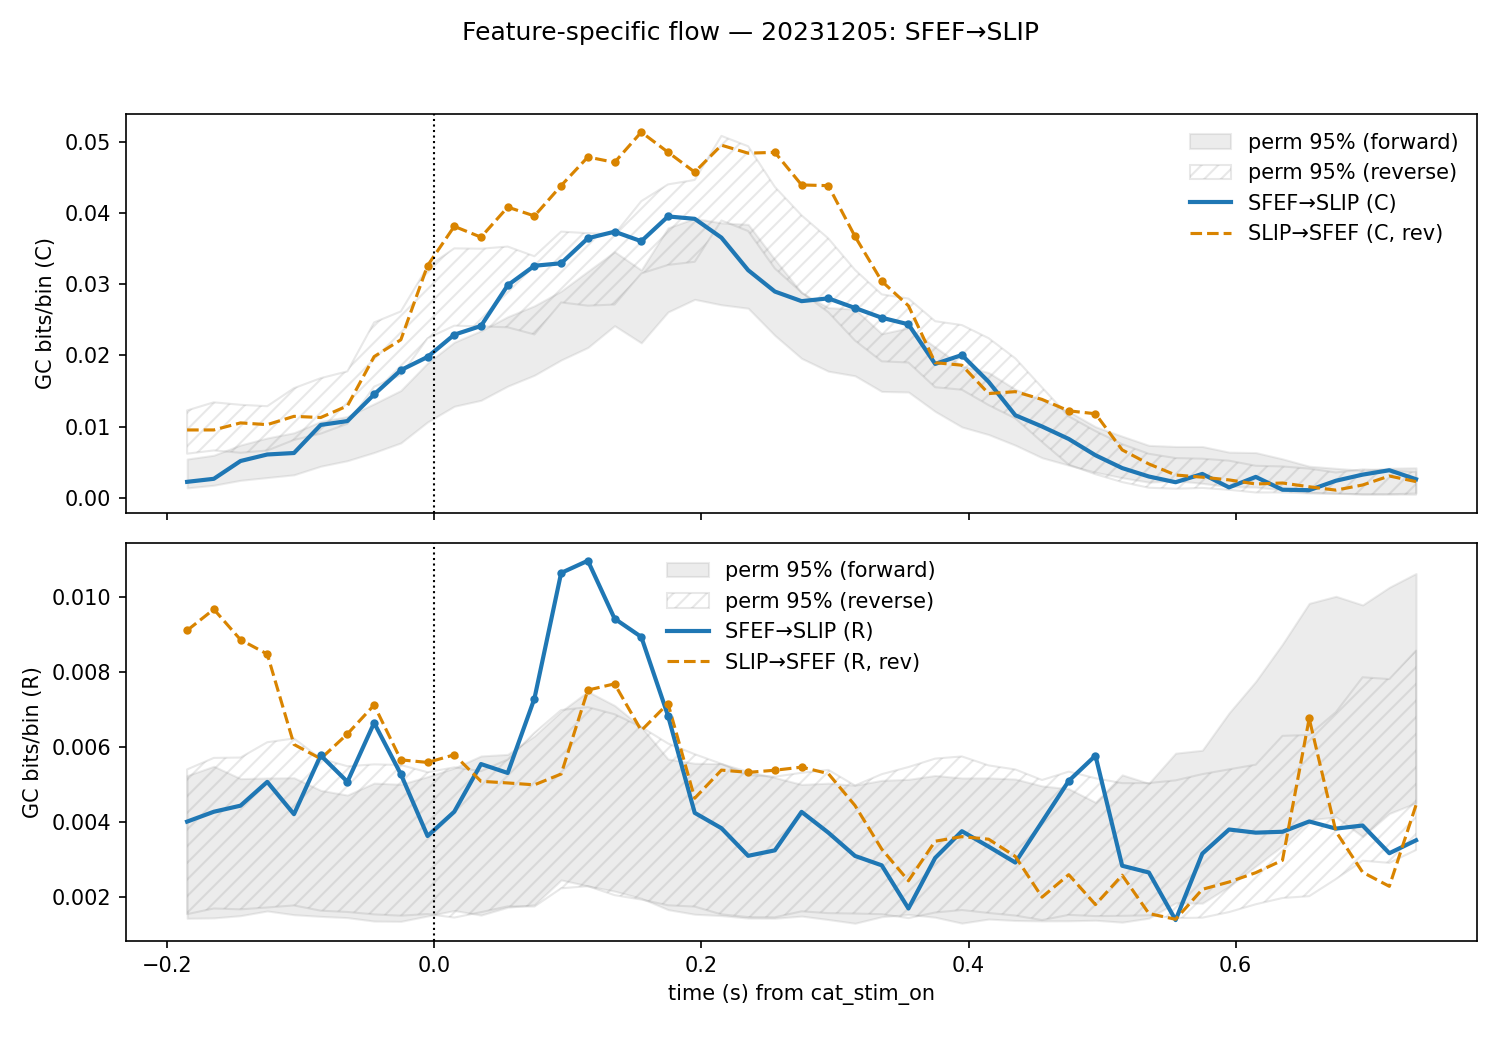 Feature-specific flow — 20231205: SFEF→SLIP
GC bits/bin (C)
0.05
0.04
0.03
0.02
0.01
0.00
perm 95% (forward)
perm 95% (reverse)
SFEF→SLIP (C)
SLIP→SFEF (C, rev)
GC bits/bin (R)
0.010
0.008
0.006
0.004
0.002
perm 95% (forward)
perm 95% (reverse)
SFEF→SLIP (R)
SLIP→SFEF (R, rev)
−0.2
0.0
0.2
0.4
0.6
time (s) from cat_stim_on